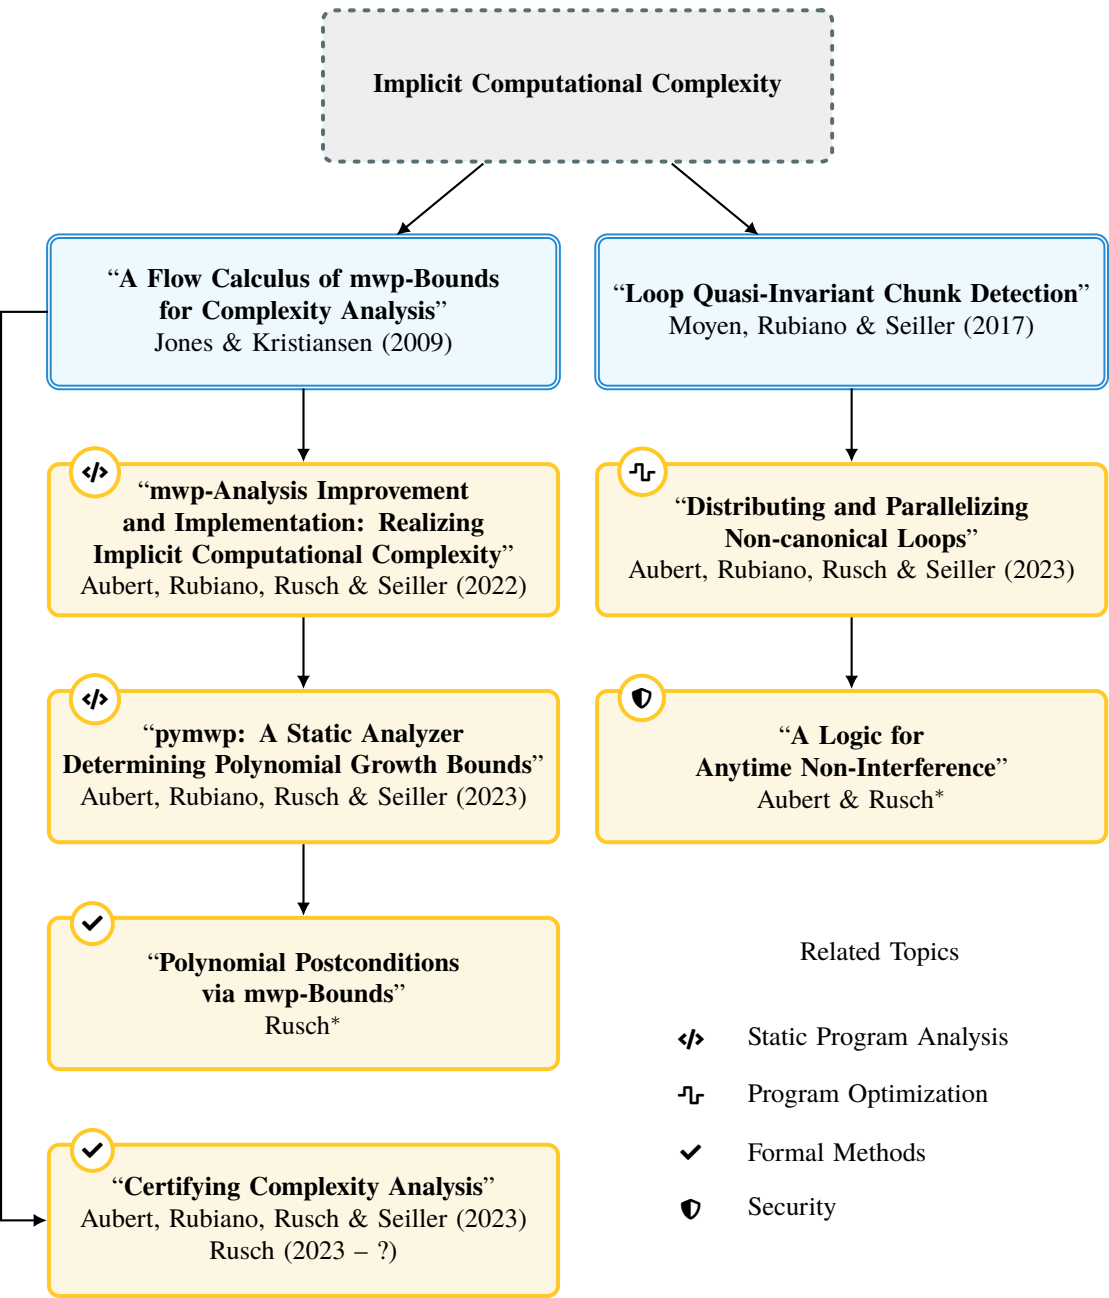 Implicit Computational Complexity
“A Flow Calculus of mwp-Bounds
for Complexity Analysis”
Jones & Kristiansen (2009)
“Loop Quasi-Invariant Chunk Detection”
Moyen, Rubiano & Seiller (2017)
“mwp-Analysis Improvement
and Implementation: Realizing
Implicit Computational Complexity”
Aubert, Rubiano, Rusch & Seiller (2022)
“Distributing and Parallelizing
Non-canonical Loops”
Aubert, Rubiano, Rusch & Seiller (2023)
“pymwp: A Static Analyzer
Determining Polynomial Growth Bounds”
Aubert, Rubiano, Rusch & Seiller (2023)
“A Logic for
Anytime Non-Interference”
Aubert & Rusch*
“Polynomial Postconditions
via mwp-Bounds”
Rusch*
“Certifying Complexity Analysis”
Aubert, Rubiano, Rusch & Seiller (2023)
Rusch (2023 – ?)
Related Topics
Static Program Analysis
Program Optimization
Formal Methods
Security